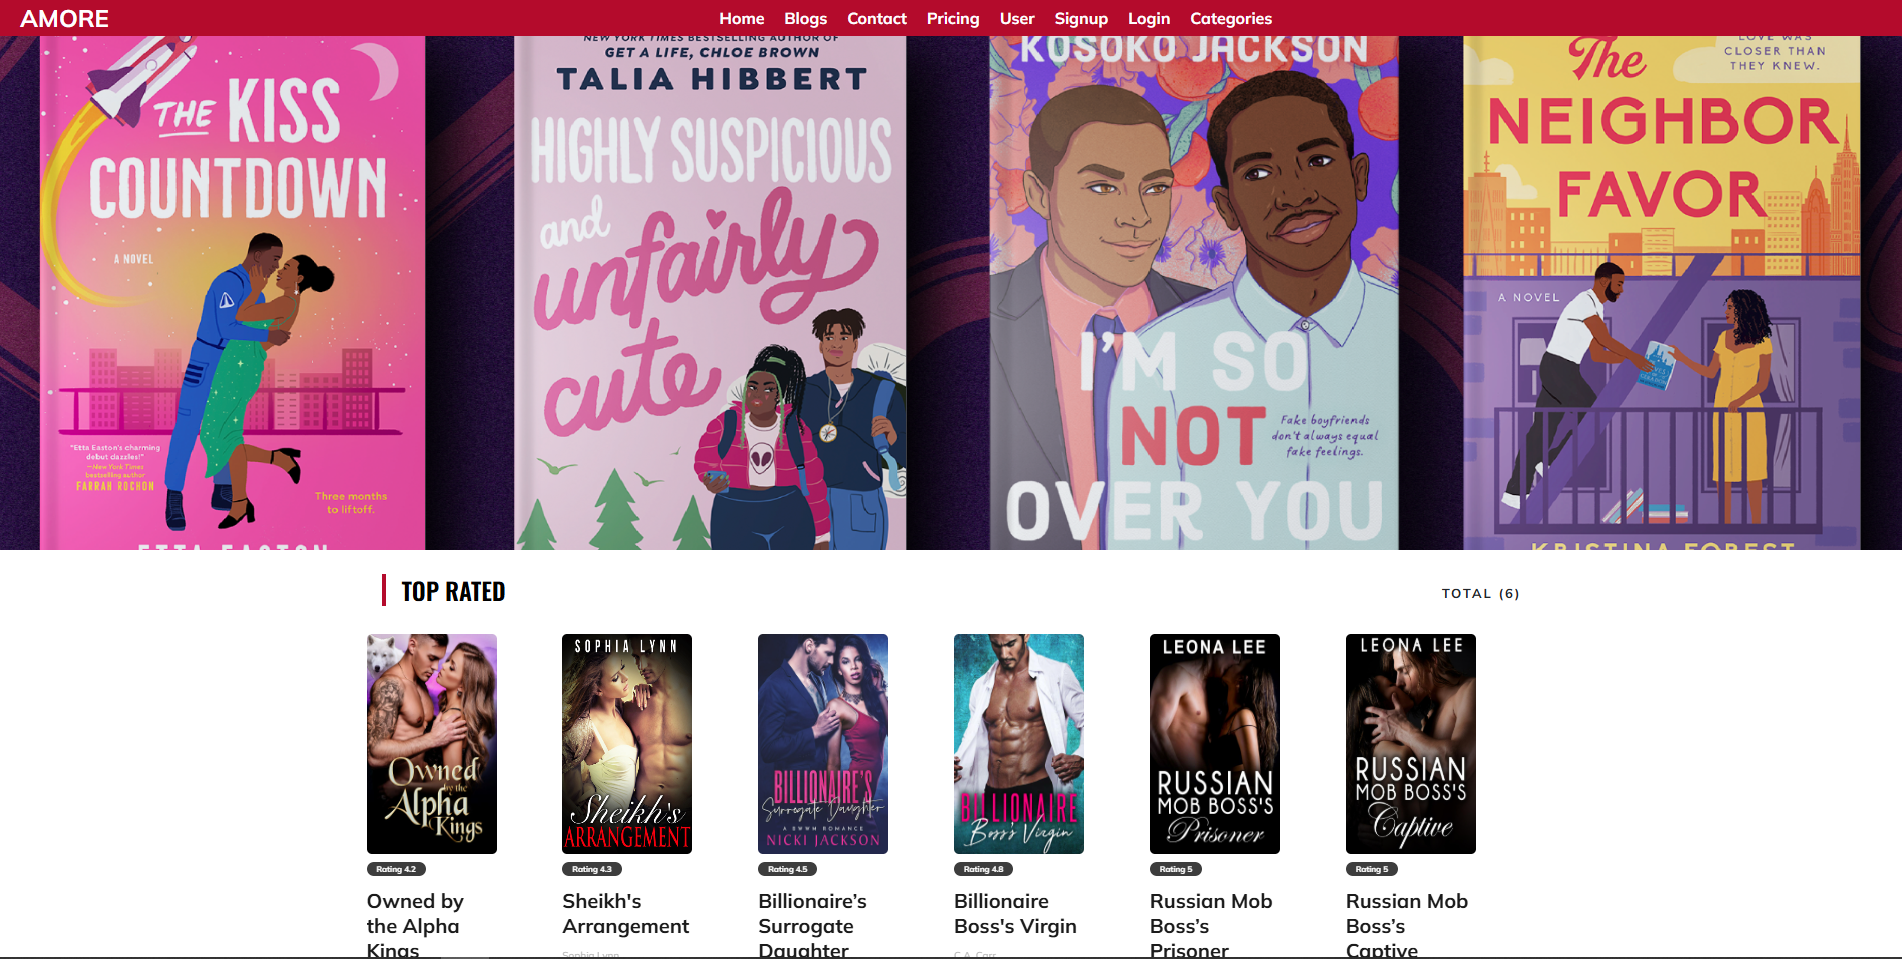 AMORE
Home Blogs Contact Pricing User Signup Login Categories
THE KISS
COUNTDOWN
A NOVEL
"Etta Easton's charming
debut dazzles!"
—New York Times
bestselling author
FARRAH ROCHON
Three months
to liftoff.
ETTA EASTON
NEW YORK TIMES BESTSELLING AUTHOR OF
GET A LIFE, CHLOE BROWN
TALIA HIBBERT
HIGHLY SUSPICIOUS
and
unfairly
cute
KOSOKO JACKSON
I'M SO
NOT
Fake boyfriends
don't always equal
fake feelings.
OVER YOU
LOVE WAS
CLOSER THAN
THEY KNEW.
The
NEIGHBOR
FAVOR
A NOVEL
KRISTINA FOREST
TOP RATED
TOTAL (6)
Owned
by the
Alpha
Kings
Rating 4.2
Owned by
the Alpha
Kings
SOPHIA LYNN
Sheikh's
ARRANGEMENT
Rating 4.3
Sheikh's
Arrangement
Sophia Lynn
BILLIONAIRE'S
Surrogate Daughter
A BWWM ROMANCE
NICKI JACKSON
Rating 4.5
Billionaire’s
Surrogate
Daughter
BILLIONAIRE
Boss's Virgin
Rating 4.8
Billionaire
Boss's Virgin
C.A. Carr
LEONA LEE
RUSSIAN
MOB BOSS'S
Prisoner
Rating 5
Russian Mob
Boss’s
Prisoner
LEONA LEE
RUSSIAN
MOB BOSS'S
Captive
Rating 5
Russian Mob
Boss’s
Captive